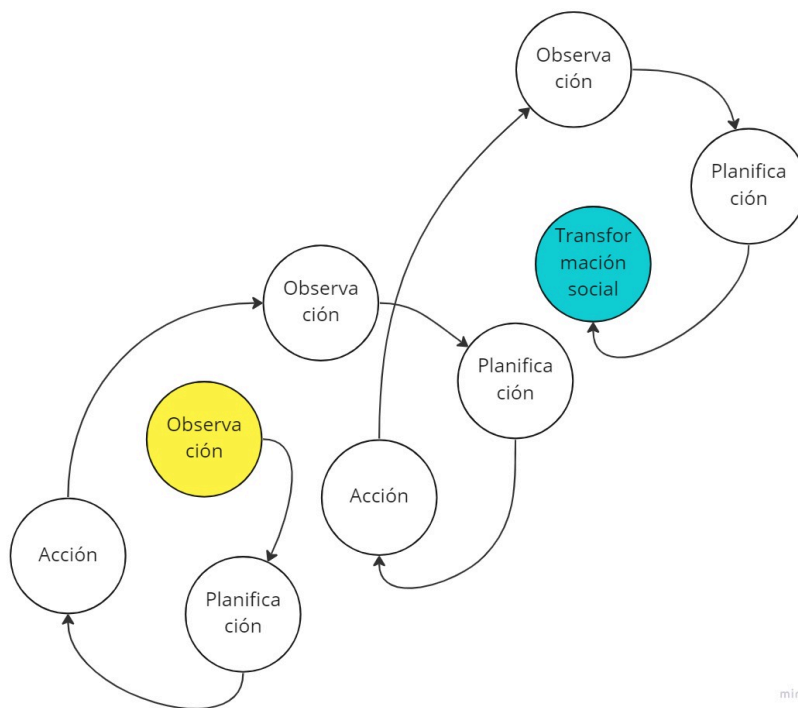 Observa
ción
Planifica
ción
Transfor
mación
social
Observa
ción
Planifica
ción
Observa
ción
Acción
Acción
Planifica
ción